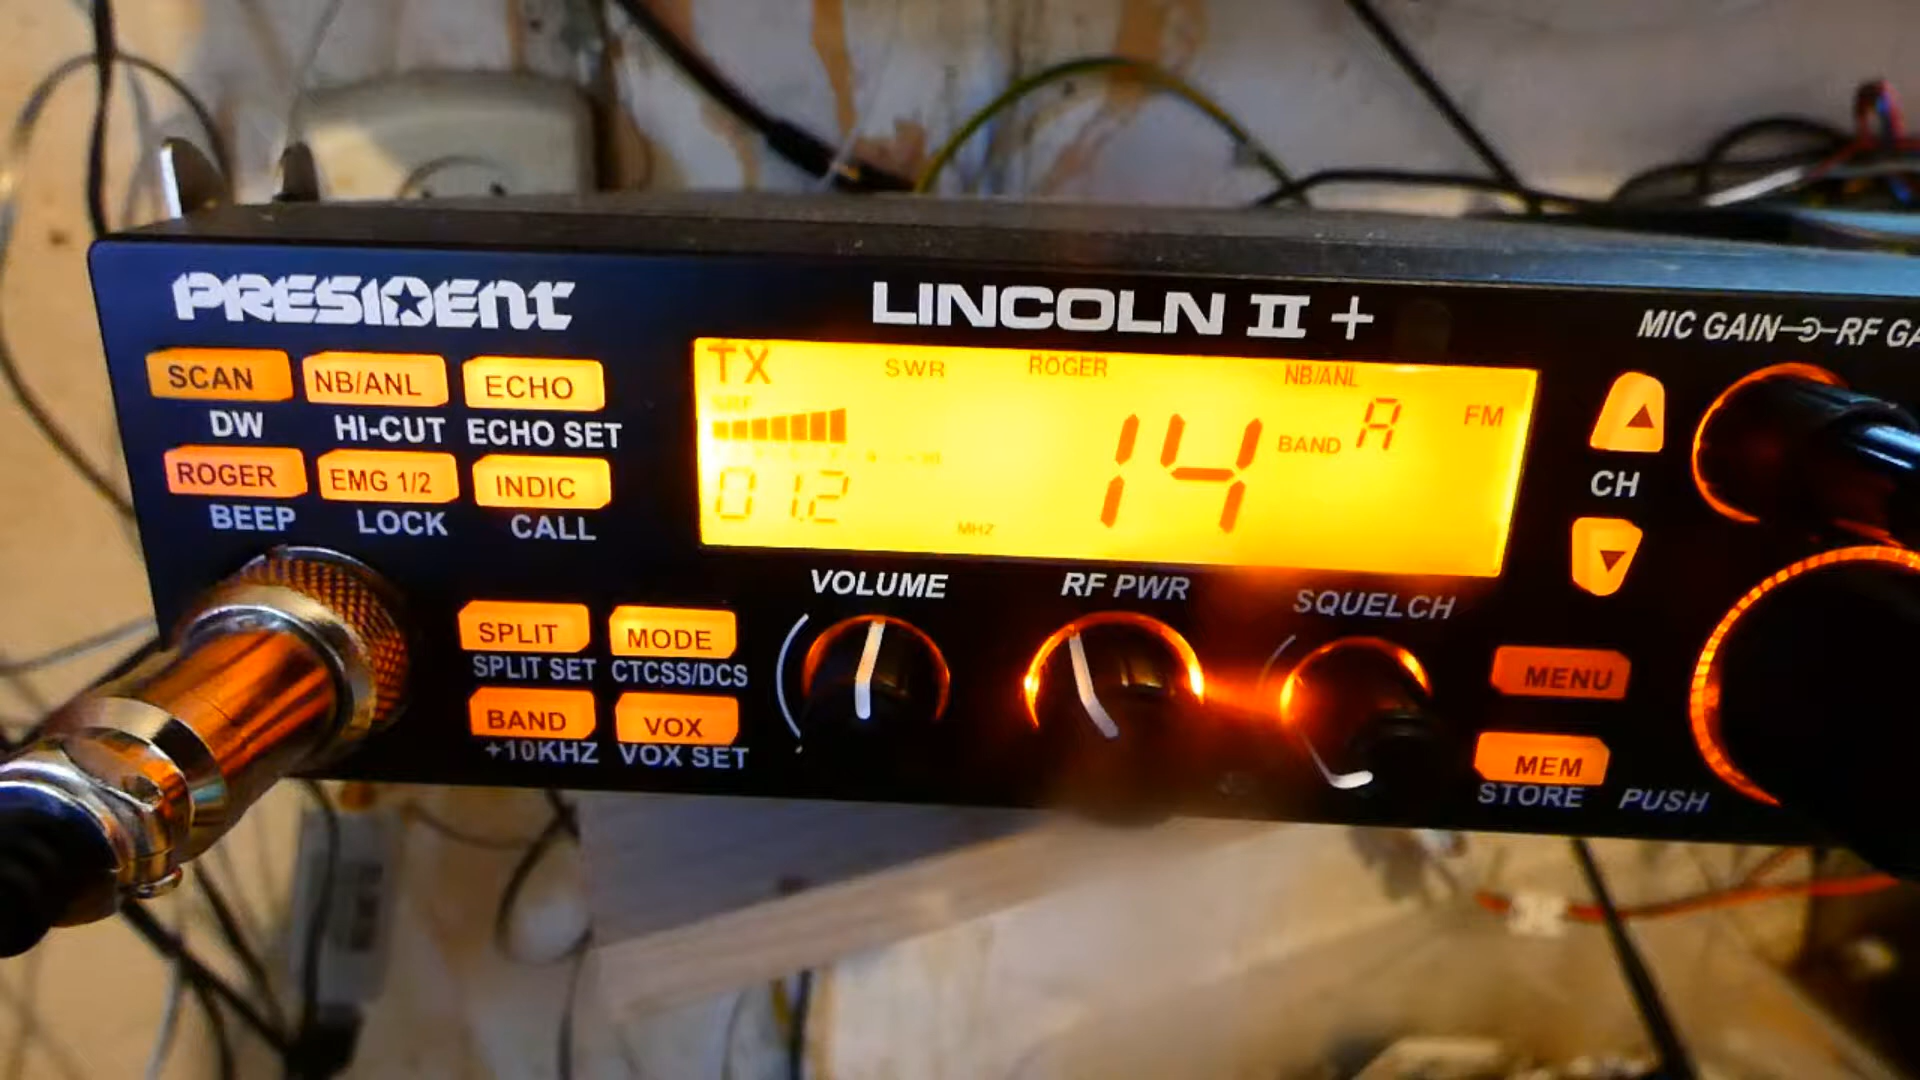 PRESIDENT
LINCOLN II +
MIC GAIN RF GA
SCAN NB/ANL ECHO
DW HI-CUT ECHO SET
ROGER EMG 1/2 INDIC
BEEP LOCK CALL
TX SWR ROGER NB/ANL
14 BAND A FM
01.2 MHZ
CH
VOLUME RF PWR SQUELCH
SPLIT MODE
SPLIT SET CTCSS/DCS
BAND VOX
+10KHZ VOX SET
MENU
MEM
STORE PUSH